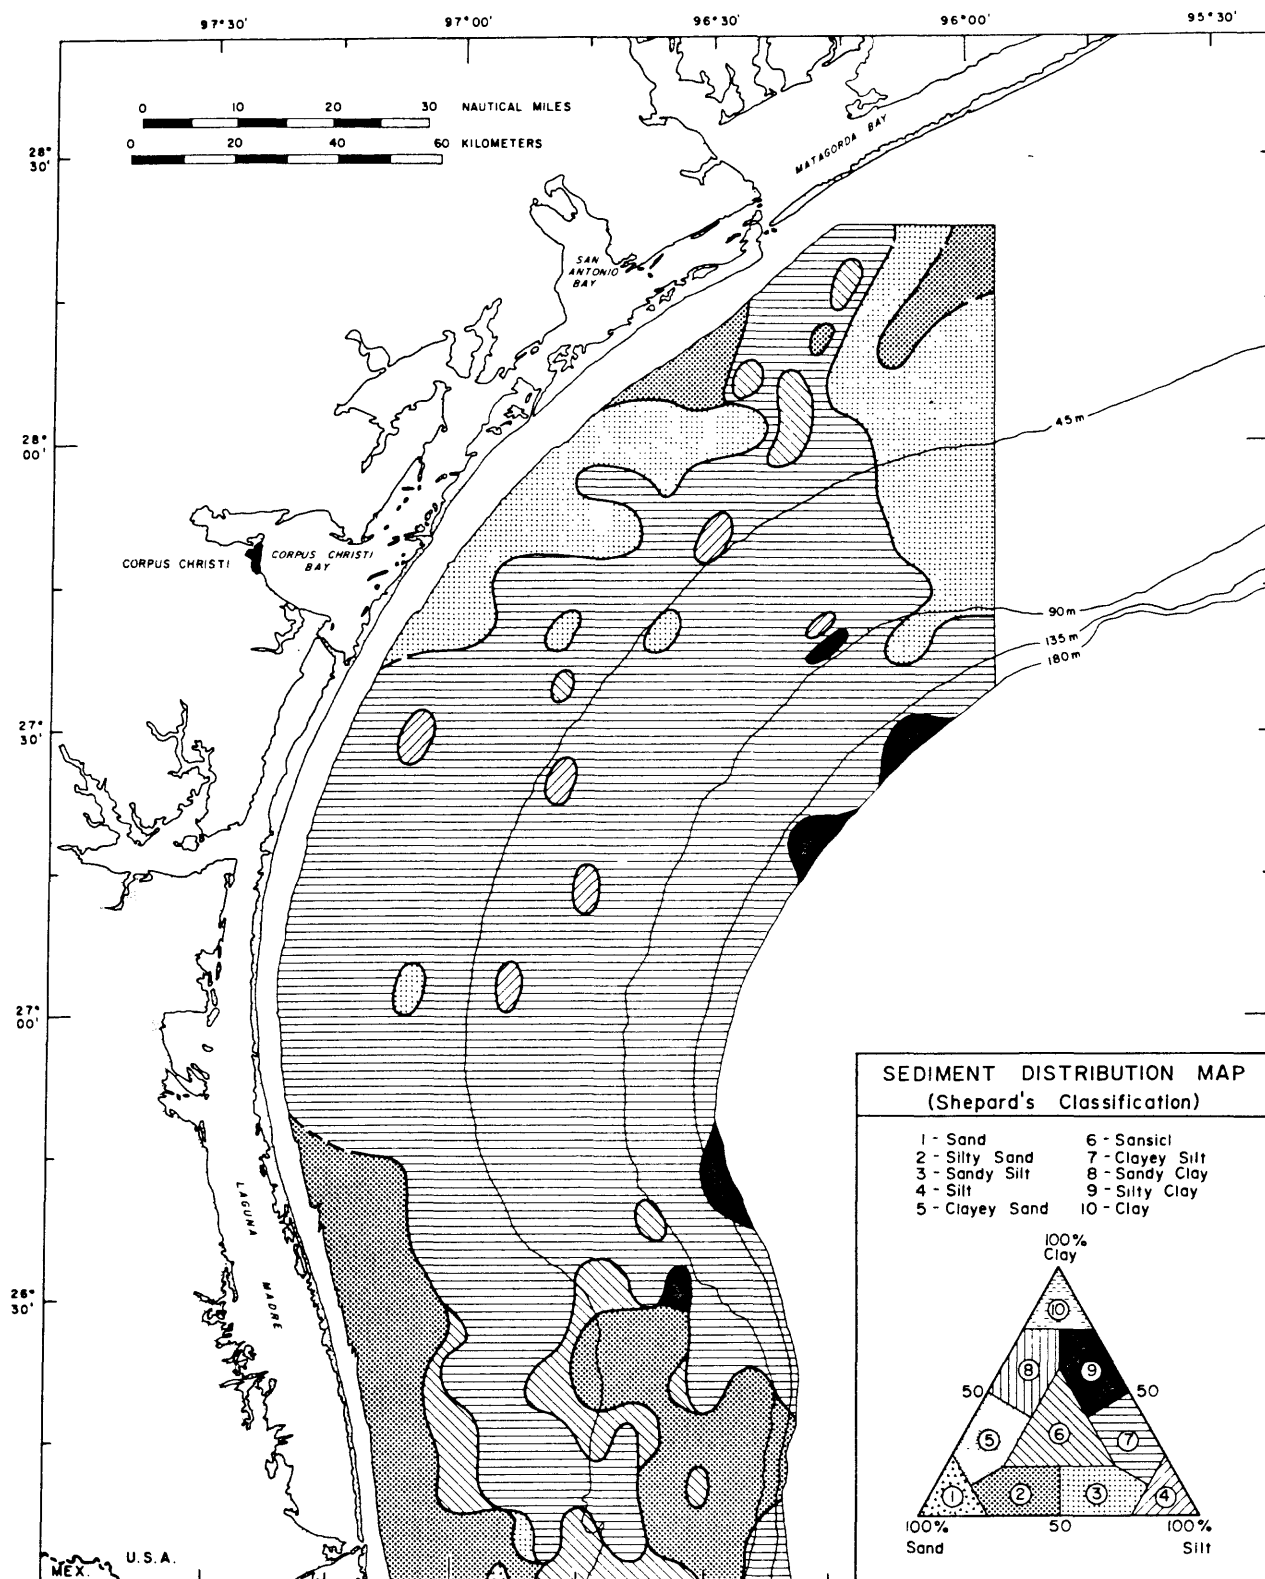 97°30' 97°00' 96°30' 96°00' 95°30'
0 10 20 30 NAUTICAL MILES
0 20 40 60 KILOMETERS
28°
30'
MATAGORDA BAY
SAN
ANTONIO
BAY
28°
00'
45m
CORPUS CHRISTI
CORPUS CHRISTI
BAY
90m
135m
180m
27°
30'
27°
00'
LAGUNA MADRE
26°
30'
U.S.A.
MEX.
SEDIMENT DISTRIBUTION MAP
(Shepard's Classification)
1 - Sand
2 - Silty Sand
3 - Sandy Silt
4 - Silt
5 - Clayey Sand
6 - Sansicl
7 - Clayey Silt
8 - Sandy Clay
9 - Silty Clay
10 - Clay
100%
Clay
10
8 9
50 50
5 6 7
1 2 3 4
100% 50 100%
Sand Silt